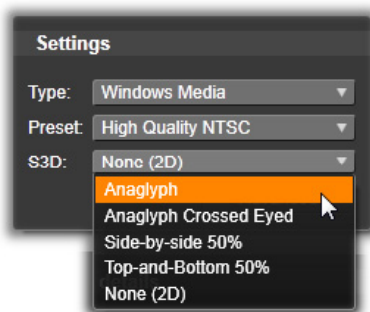 Settings
Type: Windows Media
Preset: High Quality NTSC
S3D: None (2D)
Anaglyph
Anaglyph Crossed Eyed
Side-by-side 50%
Top-and-Bottom 50%
None (2D)